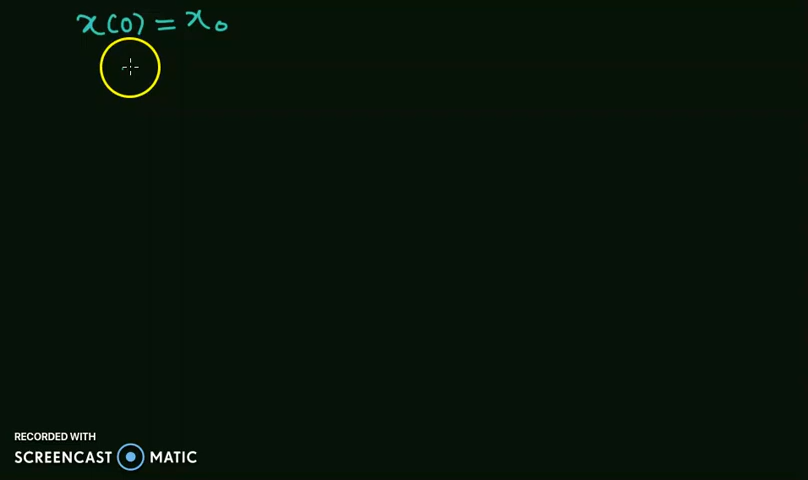 x(0) = x₀
RECORDED WITH
SCREENCAST MATIC